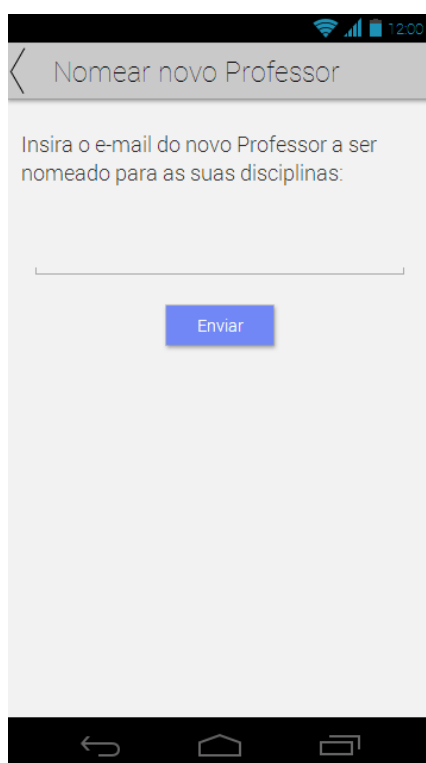 12:00
Nomear novo Professor
Insira o e-mail do novo Professor a ser
nomeado para as suas disciplinas:
Enviar